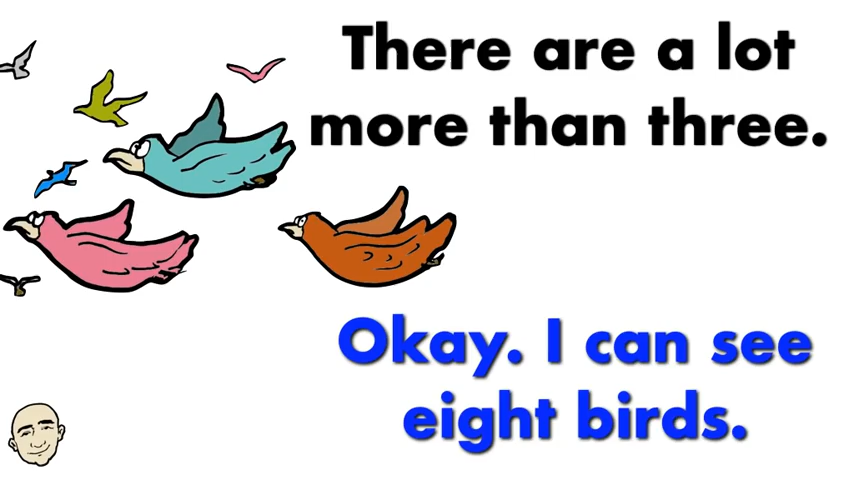 There are a lot
more than three.
Okay. I can see
eight birds.